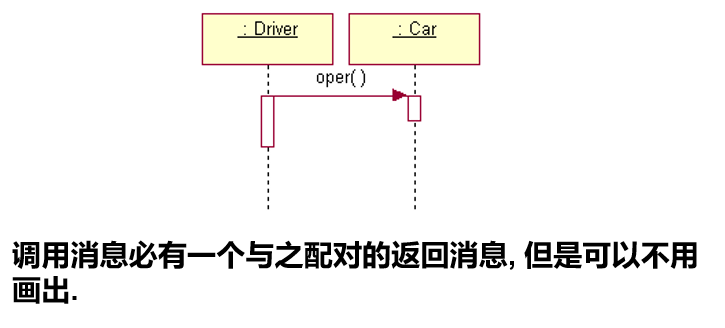 : Driver
: Car
oper( )
调用消息必有一个与之配对的返回消息, 但是可以不用
画出.